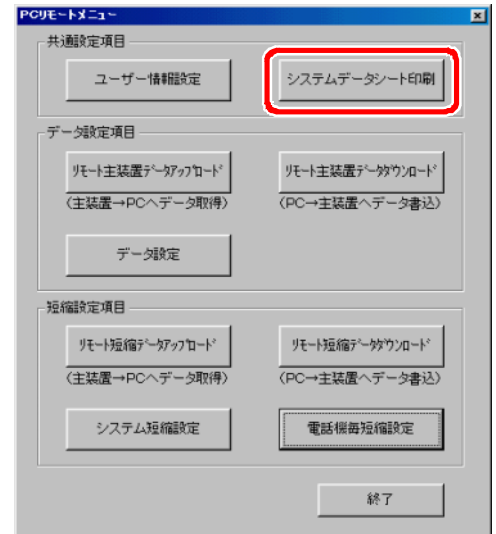 PCリモートメニュー
共通設定項目
ユーザー情報設定
システムデータシート印刷
データ設定項目
リモート主装置データアップロード
リモート主装置データダウンロード
(主装置→PCへデータ取得)
(PC→主装置へデータ書込)
データ設定
短縮設定項目
リモート短縮データアップロード
リモート短縮データダウンロード
(主装置→PCへデータ取得)
(PC→主装置へデータ書込)
システム短縮設定
電話機毎短縮設定
終了